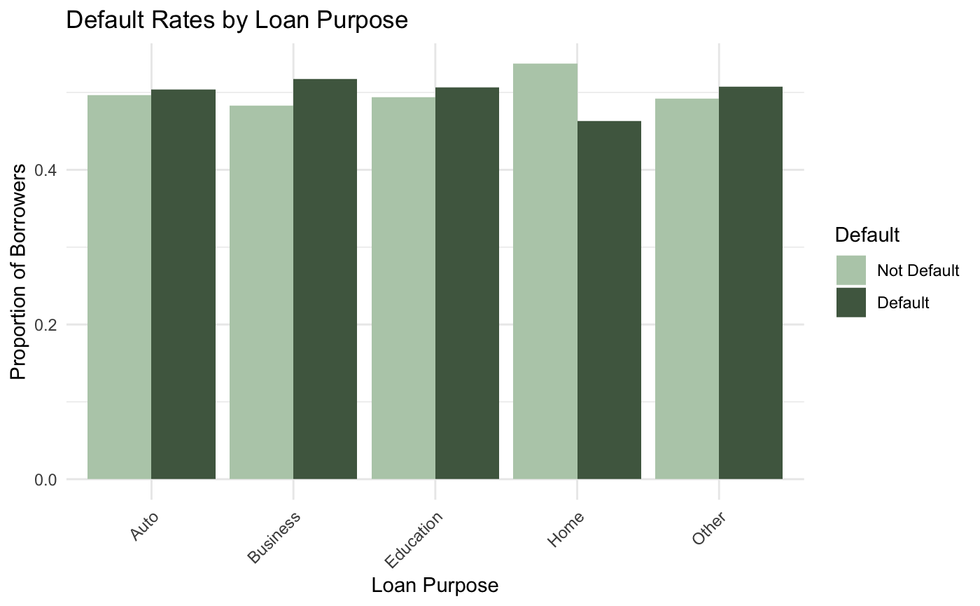 Default Rates by Loan Purpose
Proportion of Borrowers
0.4
0.2
0.0
Auto
Business
Education
Home
Other
Loan Purpose
Default
Not Default
Default